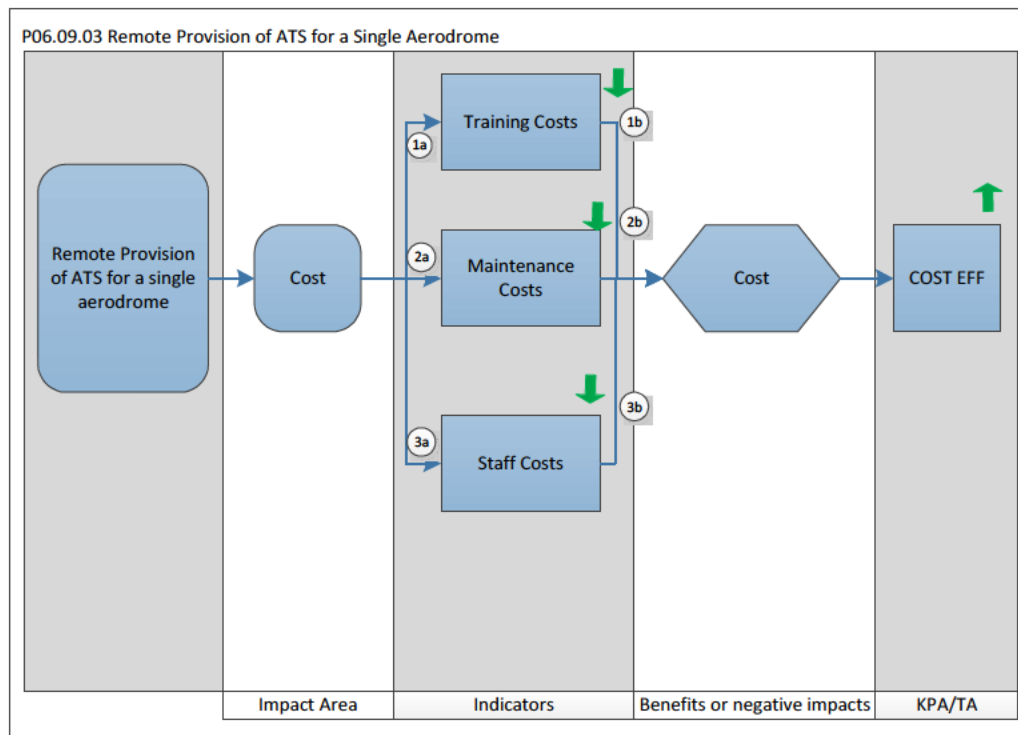 P06.09.03 Remote Provision of ATS for a Single Aerodrome
Remote Provision
of ATS for a single
aerodrome
Cost
1a
2a
3a
Training Costs
Maintenance
Costs
Staff Costs
1b
2b
3b
Cost
COST EFF
Impact Area
Indicators
Benefits or negative impacts
KPA/TA